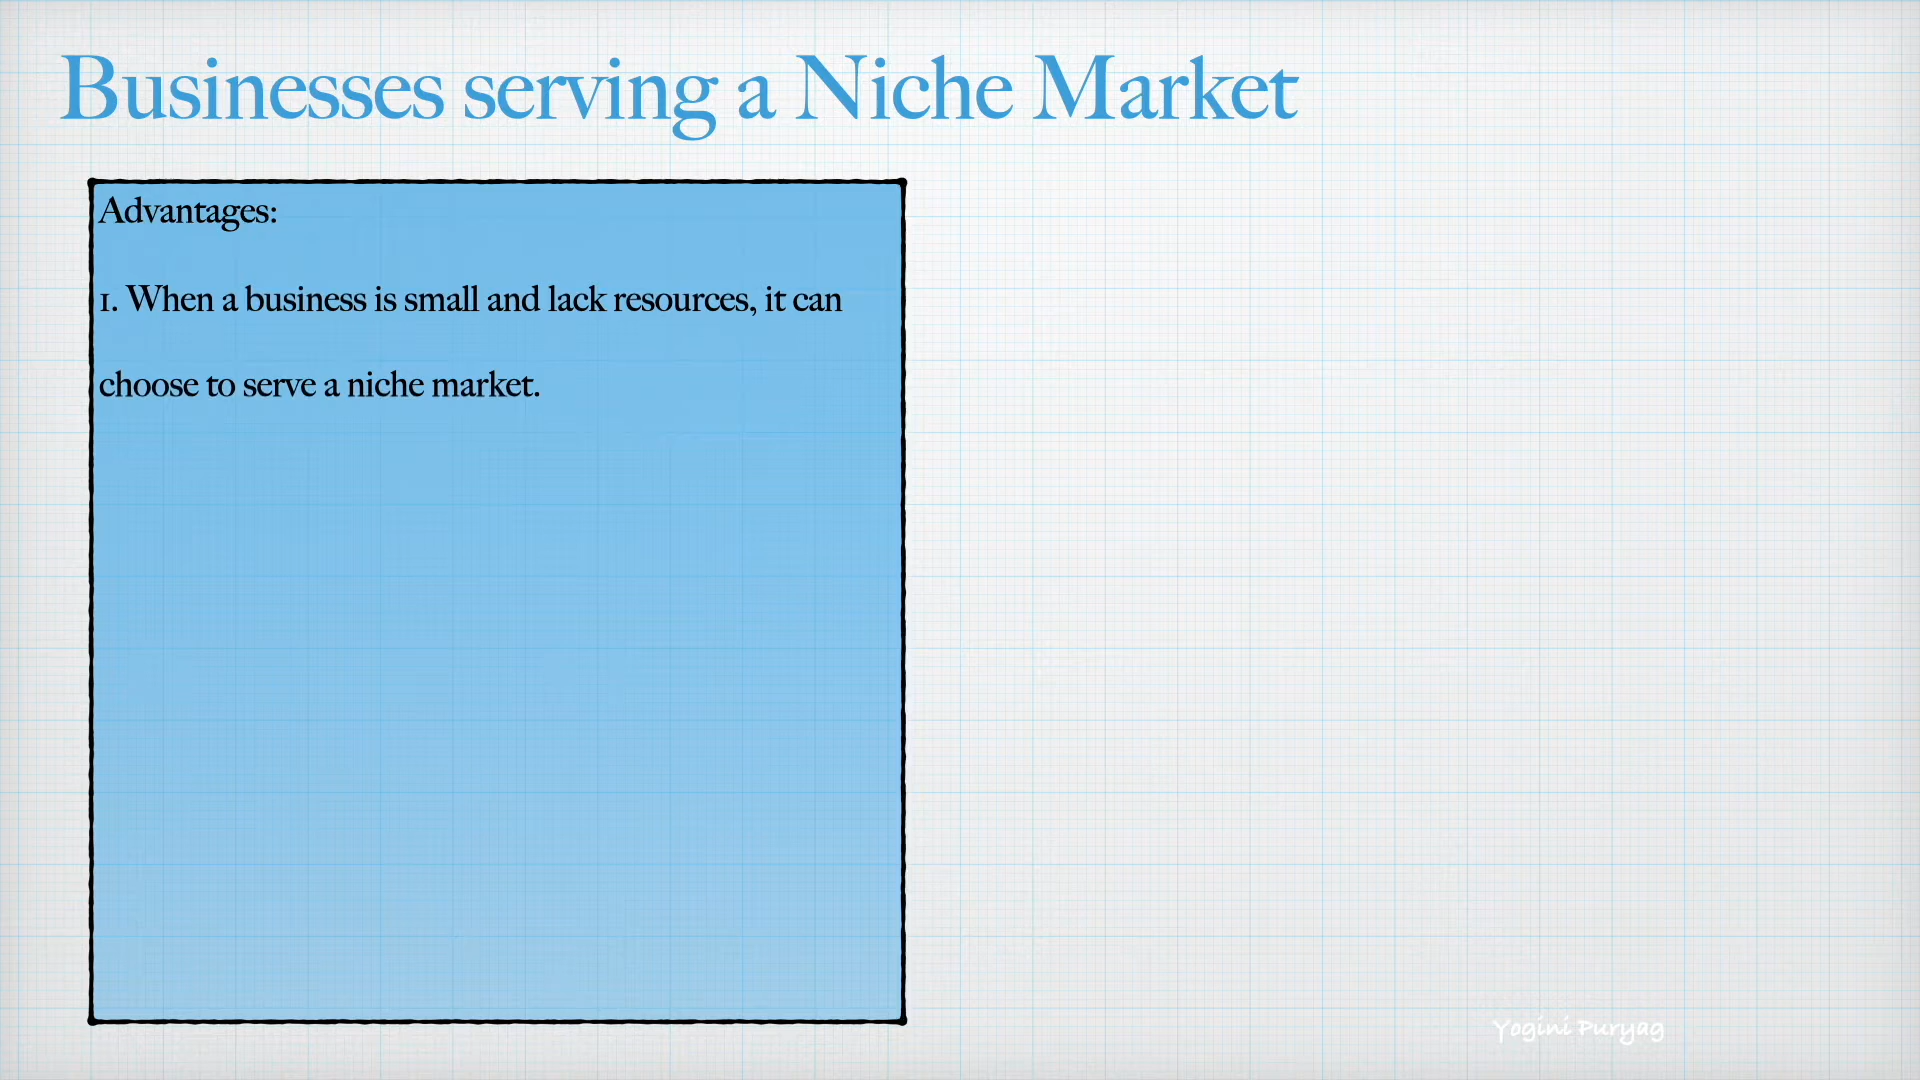 Businesses serving a Niche Market
Advantages:
1. When a business is small and lack resources, it can
choose to serve a niche market.
Yogini Puryag